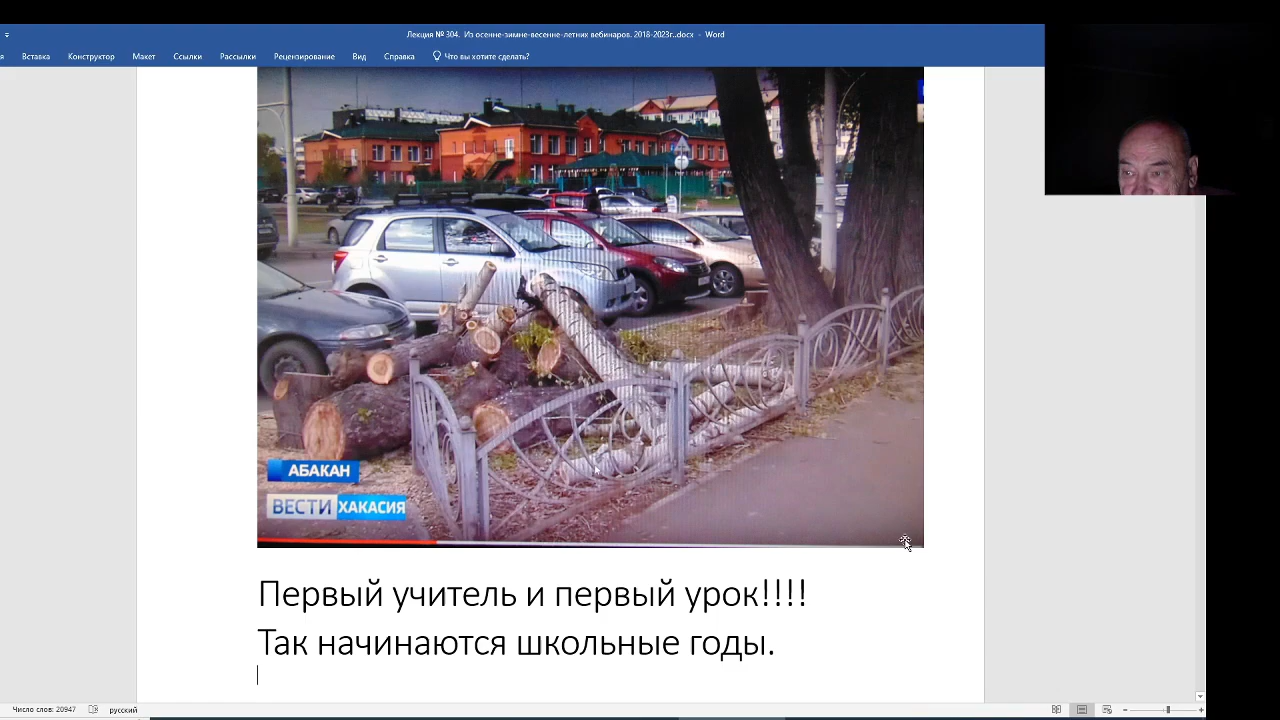 Лекция № 304. Из осенне-зимне-весенне-летних вебинаров. 2018-2023г..docx - Word
я Вставка Конструктор Макет Ссылки Рассылки Рецензирование Вид Справка Что вы хотите сделать?
АБАКАН
ВЕСТИ ХАКАСИЯ
Первый учитель и первый урок!!!!
Так начинаются школьные годы.
Число слов: 20947 русский